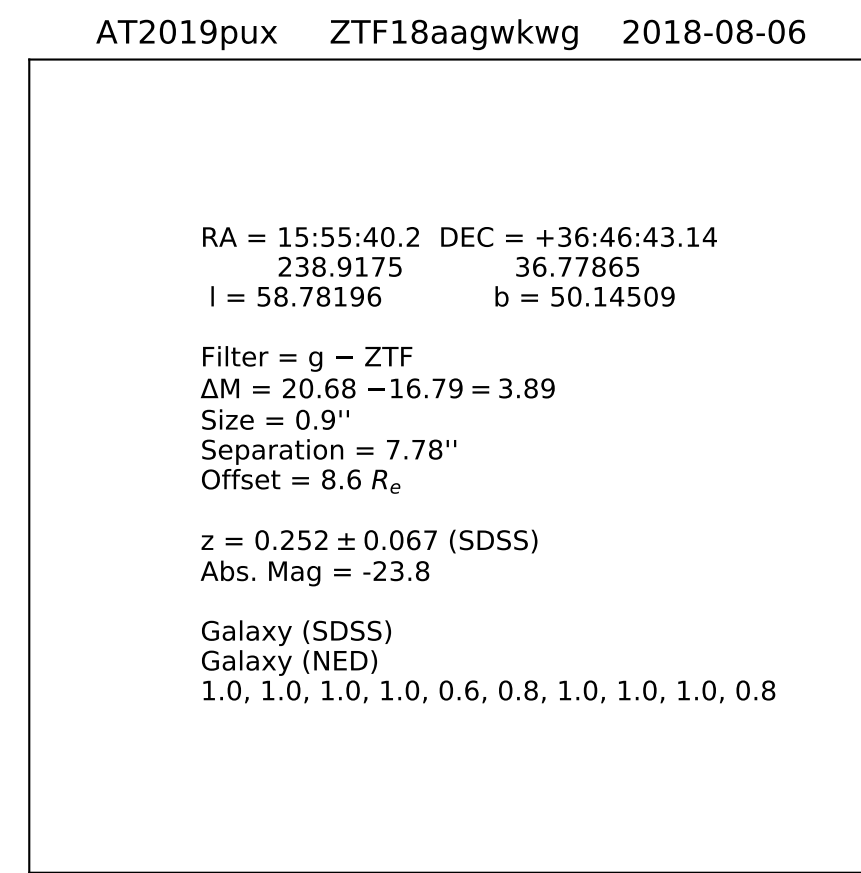 AT2019pux ZTF18aagwkwg 2018-08-06
RA = 15:55:40.2 DEC = +36:46:43.14
238.9175 36.77865
l = 58.78196 b = 50.14509
Filter = g − ZTF
ΔM = 20.68 −16.79 = 3.89
Size = 0.9''
Separation = 7.78''
Offset = 8.6 Re
z = 0.252 ± 0.067 (SDSS)
Abs. Mag = -23.8
Galaxy (SDSS)
Galaxy (NED)
1.0, 1.0, 1.0, 1.0, 0.6, 0.8, 1.0, 1.0, 1.0, 0.8